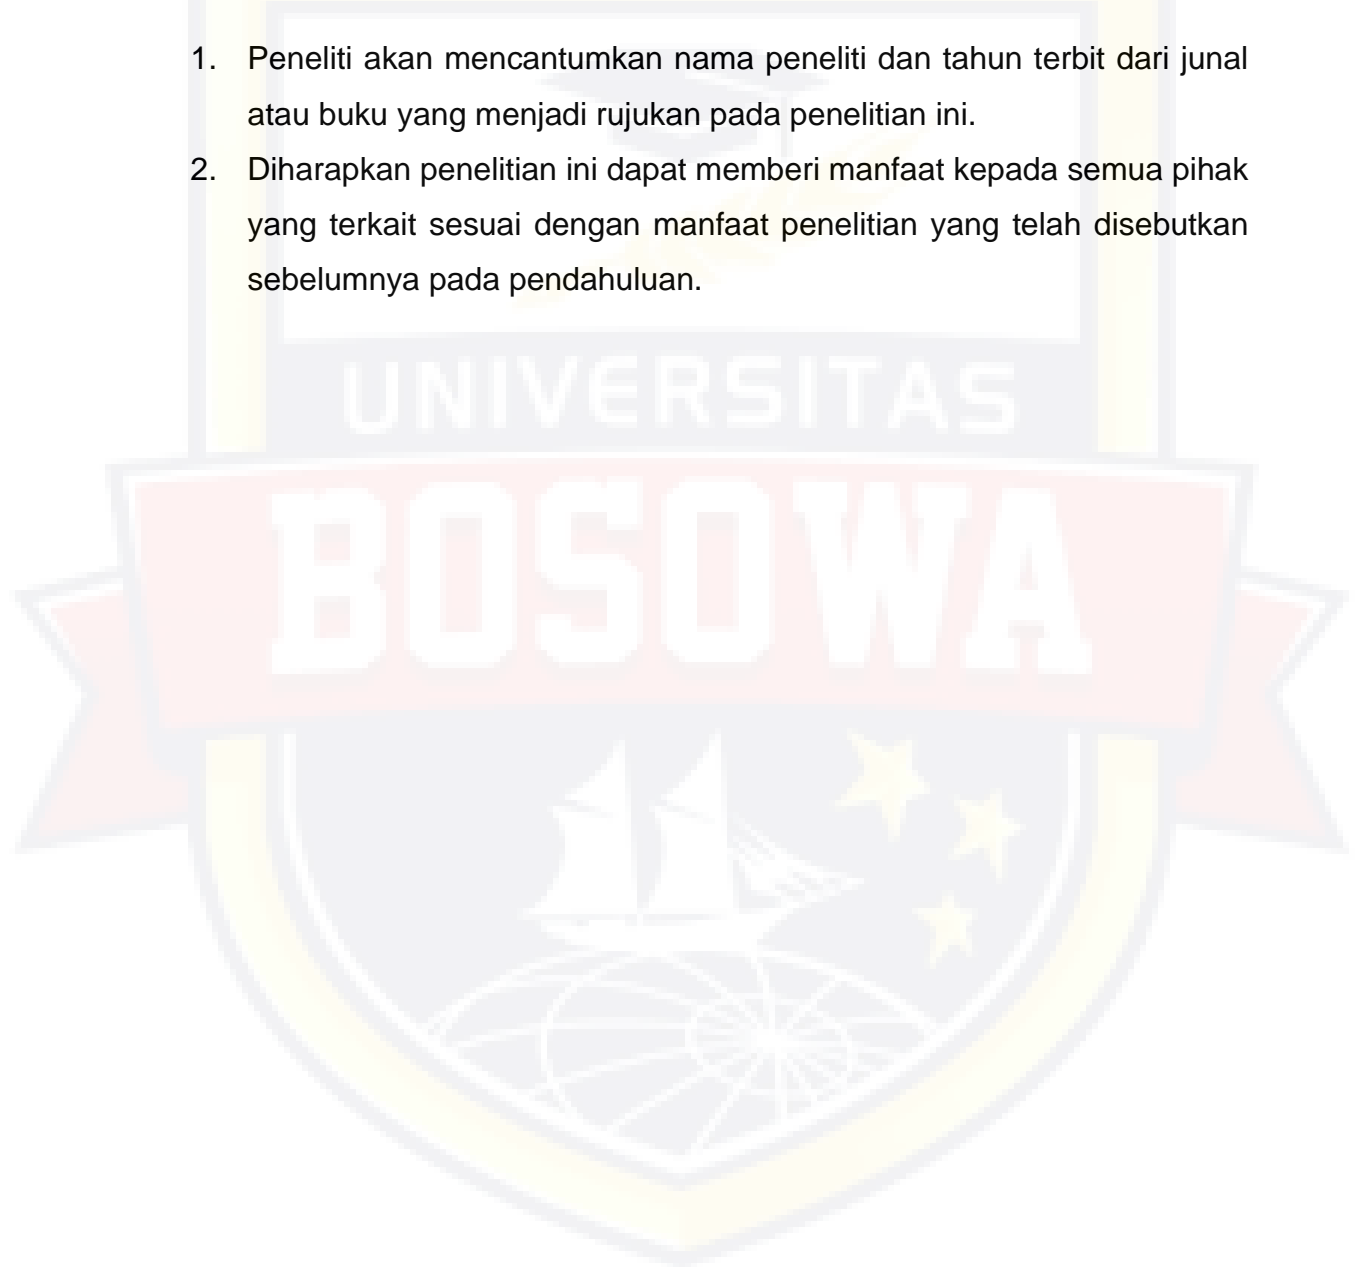 1. Peneliti akan mencantumkan nama peneliti dan tahun terbit dari junal
atau buku yang menjadi rujukan pada penelitian ini.
2. Diharapkan penelitian ini dapat memberi manfaat kepada semua pihak
yang terkait sesuai dengan manfaat penelitian yang telah disebutkan
sebelumnya pada pendahuluan.
UNIVERSITAS
BOSOWA